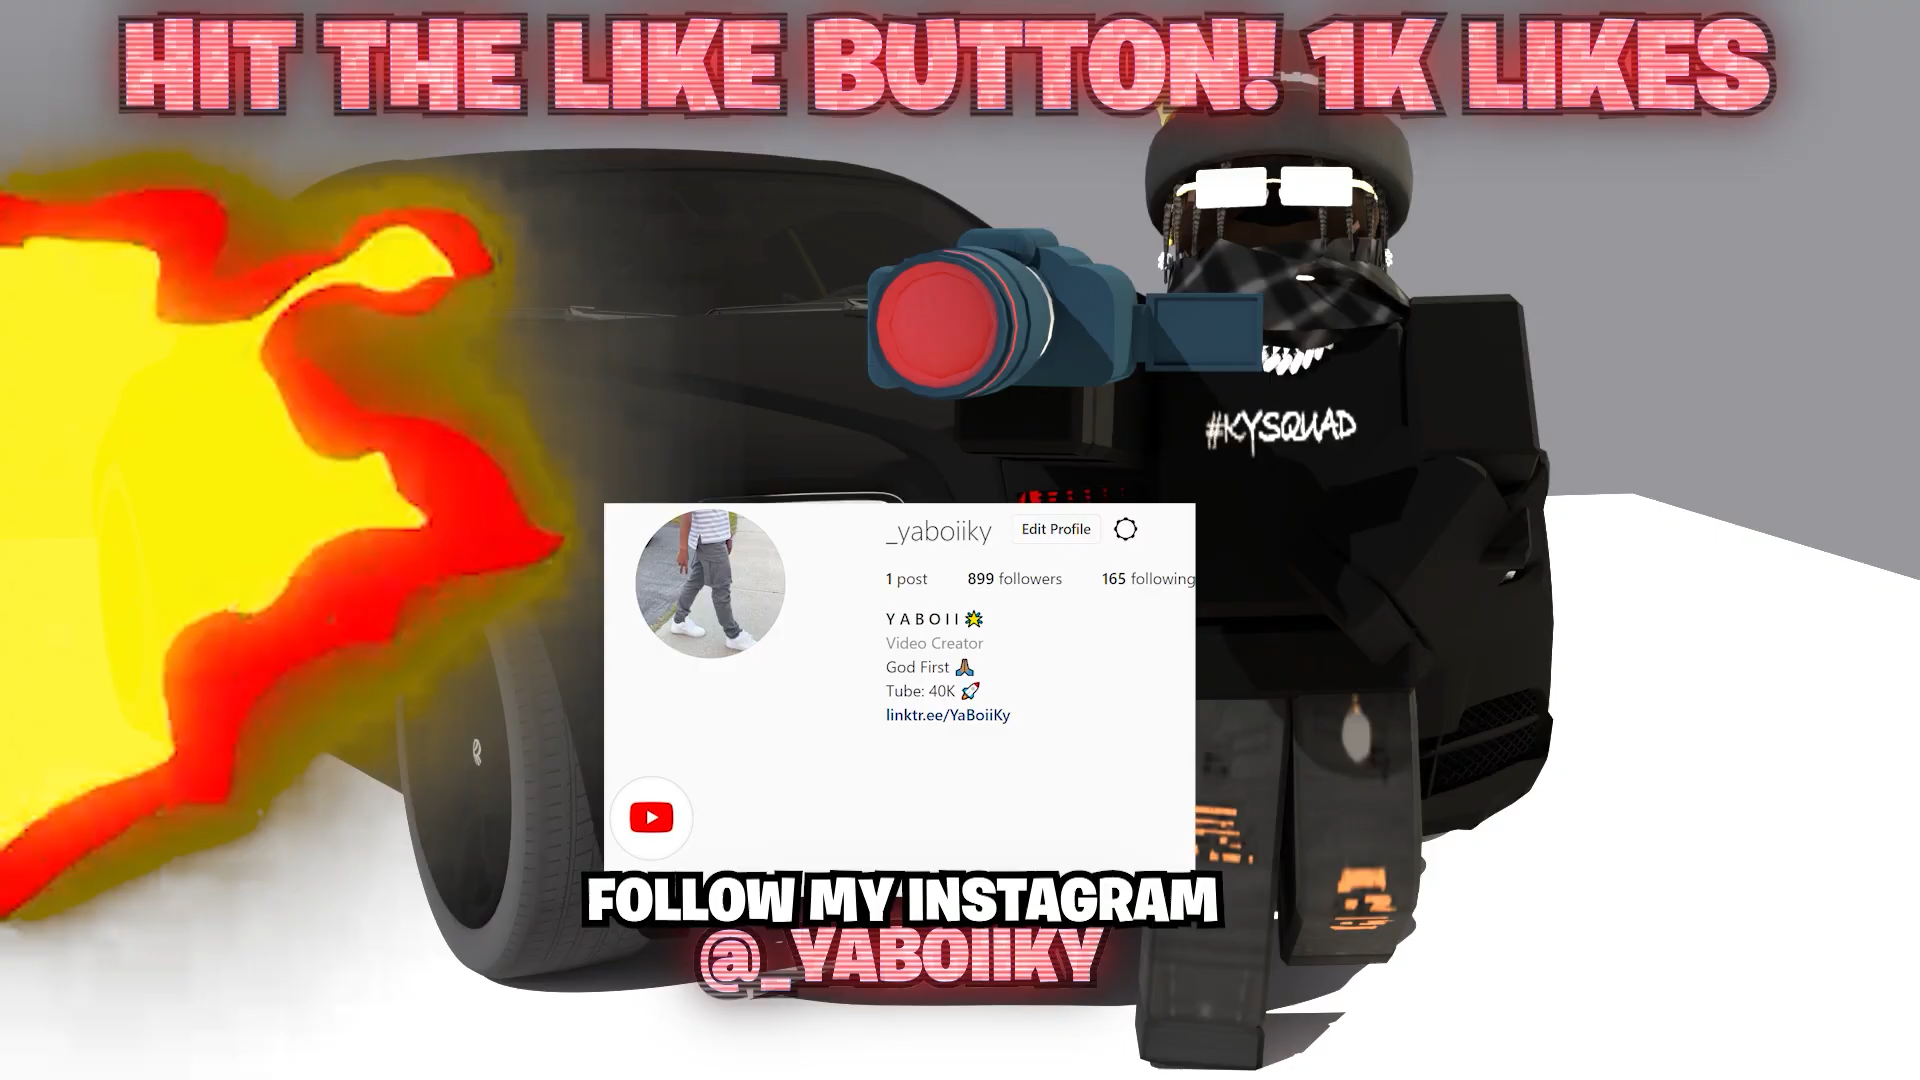 HIT THE LIKE BUTTON! 1K LIKES
#KYSQUAD
_yaboiiky Edit Profile
1 post 899 followers 165 following
Y A B O I I 🌟
Video Creator
God First 🙏🏾
Tube: 40K 🚀
linktr.ee/YaBoiiKy
FOLLOW MY INSTAGRAM
@_YABOIIKY